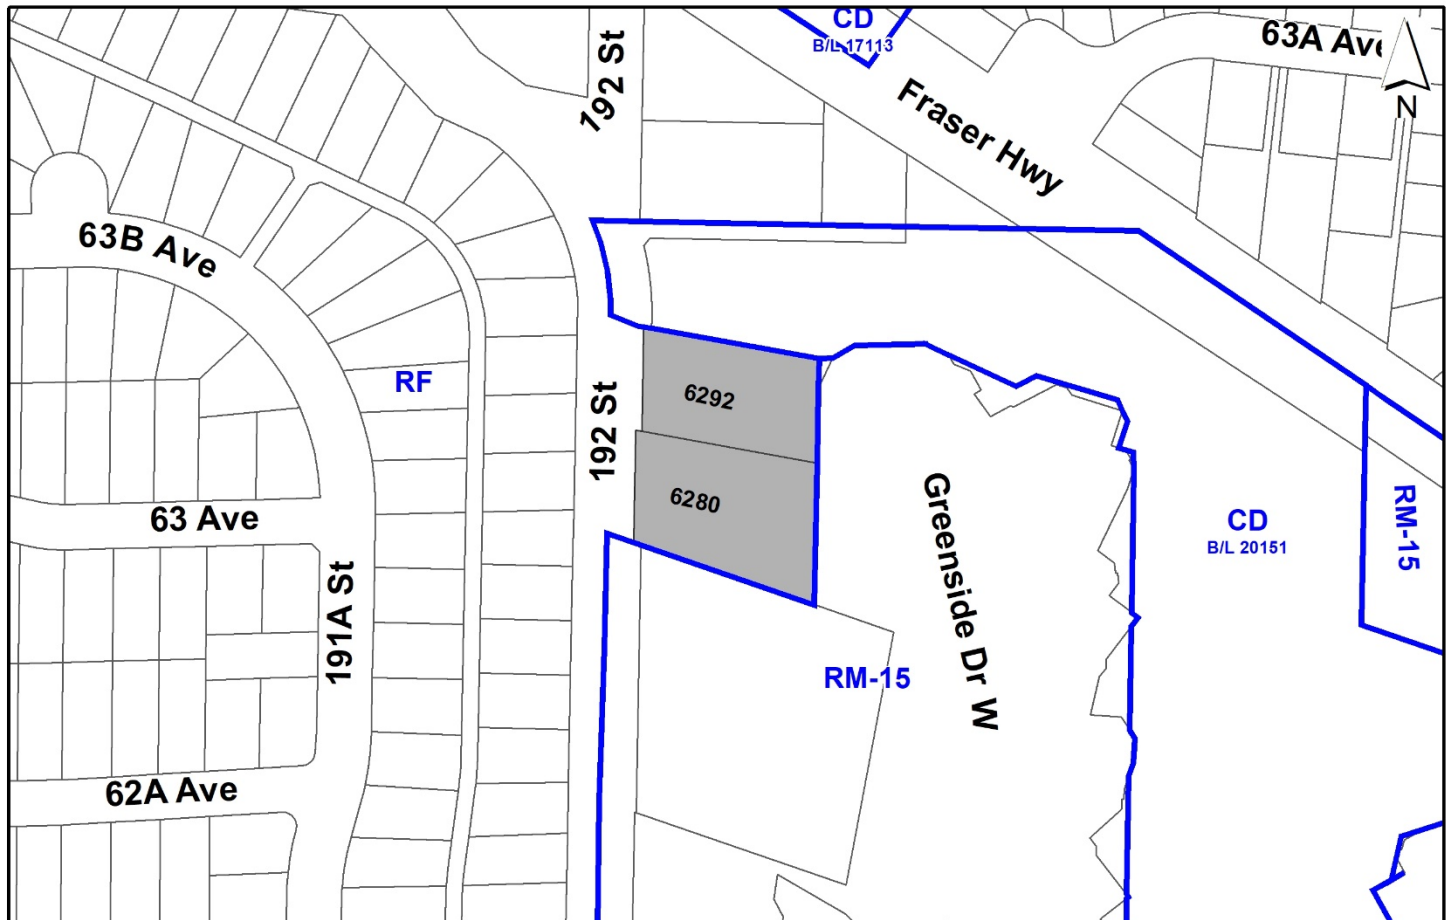 CD
B/L 17113
63A Ave
192 St
N
Fraser Hwy
63B Ave
RF
6292
192 St
6280
63 Ave
Greenside Dr W
CD
B/L 20151
RM-15
191A St
RM-15
62A Ave